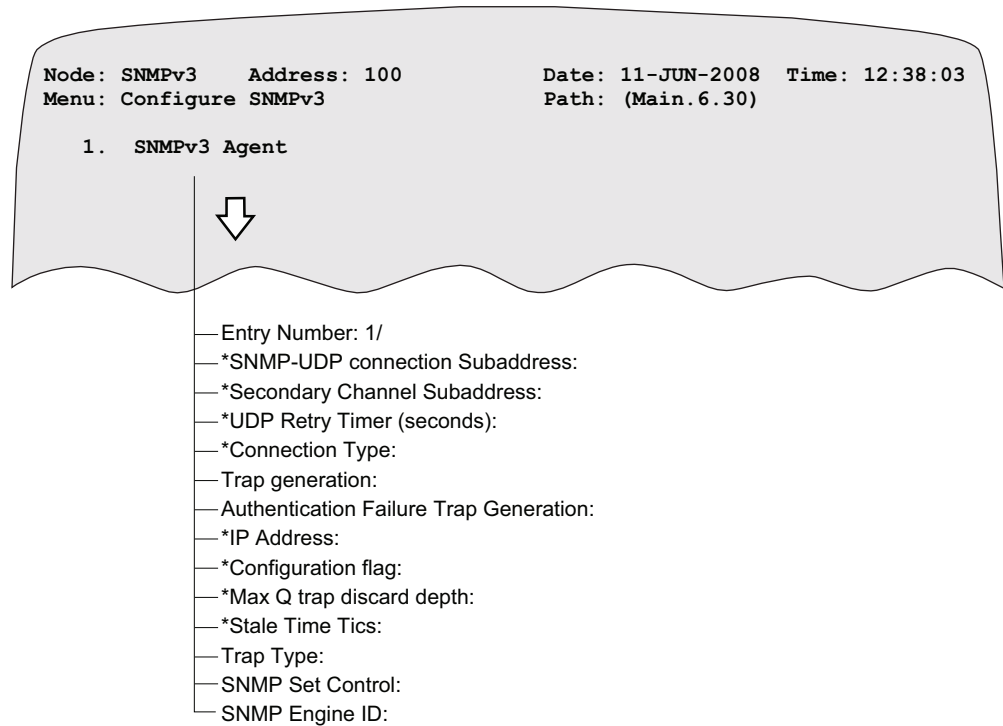 Node: SNMPv3 Address: 100 Date: 11-JUN-2008 Time: 12:38:03
Menu: Configure SNMPv3 Path: (Main.6.30)
1. SNMPv3 Agent
Entry Number: 1/
*SNMP-UDP connection Subaddress:
*Secondary Channel Subaddress:
*UDP Retry Timer (seconds):
*Connection Type:
Trap generation:
Authentication Failure Trap Generation:
*IP Address:
*Configuration flag:
*Max Q trap discard depth:
*Stale Time Tics:
Trap Type:
SNMP Set Control:
SNMP Engine ID: